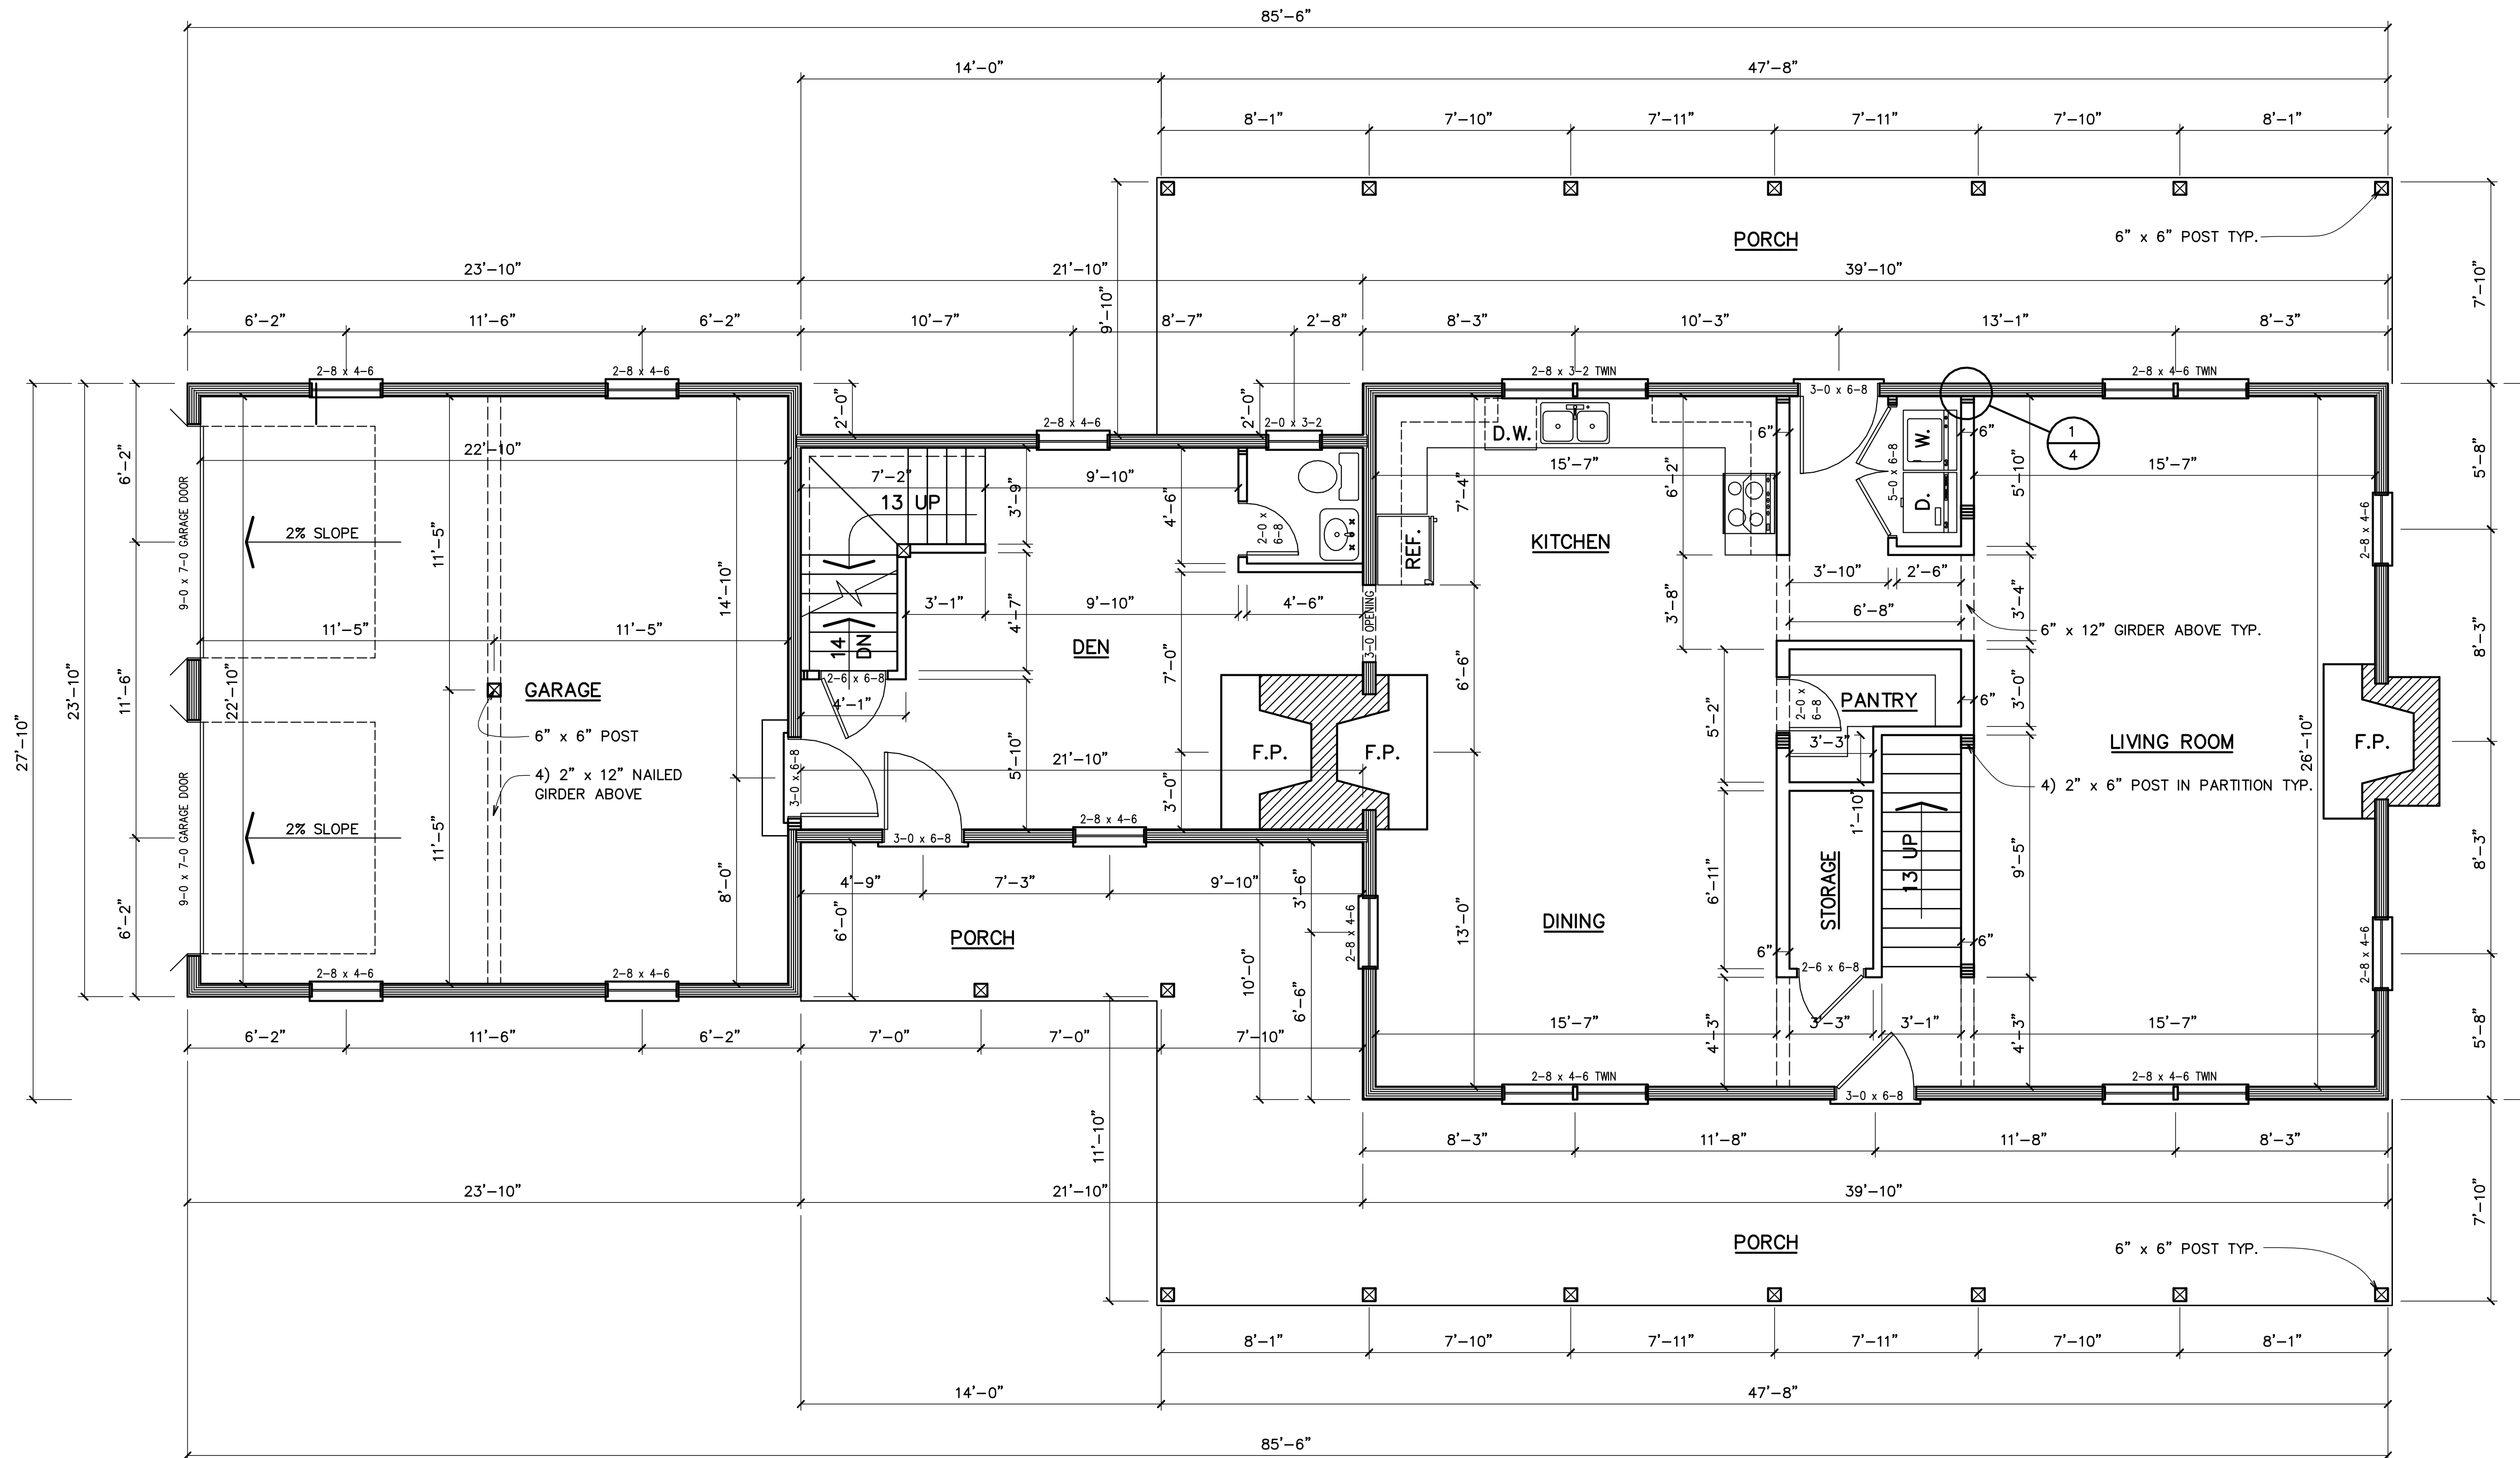 85'-6"
14'-0" 47'-8"
8'-1" 7'-10" 7'-11" 7'-11" 7'-10" 8'-1"
PORCH
6" x 6" POST TYP.
23'-10" 21'-10" 39'-10"
9'-10"
7'-10"
6'-2" 11'-6" 6'-2" 10'-7" 8'-7" 2'-8" 8'-3" 10'-3" 13'-1" 8'-3"
2-8 x 4-6 2-8 x 4-6 2-8 x 3-2 TWIN 2-8 x 4-6 TWIN
3-0 x 6-8
2'-0" 2'-0"
2-8 x 4-6 2-0 x 3-2
D.W.
6" 6"
W.
1
4
22'-10" 15'-7" 15'-7"
7'-2" 9'-10"
13 UP
3'-9" 4'-6" 7'-4" 6'-2" 5'-10" 5'-8"
6'-2"
9-0 x 7-0 GARAGE DOOR
2% SLOPE
11'-5"
2-0 x
6-8
REF.
KITCHEN
5-0 x 6-8
D.
2-8 x 4-6
14'-10"
3'-10" 2'-6"
3'-1" 9'-10" 4'-6"
4'-7"
3-0 OPENING
3'-8" 3'-4"
6'-8"
6" x 12" GIRDER ABOVE TYP.
11'-5" 11'-5"
14
DN
DEN
7'-0"
6'-6"
8'-3"
27'-10"
23'-10"
11'-6"
22'-10"
GARAGE
2-6 x 6-8
4'-1"
5'-2"
2-0 x
6-8
PANTRY
3'-0"
6"
6" x 6" POST
F.P. F.P.
3'-3"
LIVING ROOM
26'-10"
F.P.
4) 2" x 12" NAILED
GIRDER ABOVE
3-0 x 6-8
21'-10"
5'-10"
3'-0"
4) 2" x 6" POST IN PARTITION TYP.
1'-10"
9-0 x 7-0 GARAGE DOOR
2% SLOPE
11'-5"
3-0 x 6-8
2-8 x 4-6
8'-3"
8'-0"
4'-9" 7'-3" 9'-10"
3'-6"
6'-11"
STORAGE
13 UP
9'-5"
6'-2"
6'-0"
PORCH
2-8 x 4-6
13'-0"
DINING
6" 6"
2-8 x 4-6
2-8 x 4-6 2-8 x 4-6
10'-0"
6'-6"
2-6 x 6-8
6'-2" 11'-6" 6'-2" 7'-0" 7'-0" 7'-10"
15'-7" 4'-3" 3'-3" 3'-1" 4'-3" 15'-7"
5'-8"
2-8 x 4-6 TWIN 3-0 x 6-8 2-8 x 4-6 TWIN
11'-10"
8'-3" 11'-8" 11'-8" 8'-3"
23'-10" 21'-10" 39'-10"
7'-10"
PORCH
6" x 6" POST TYP.
8'-1" 7'-10" 7'-11" 7'-11" 7'-10" 8'-1"
14'-0" 47'-8"
85'-6"